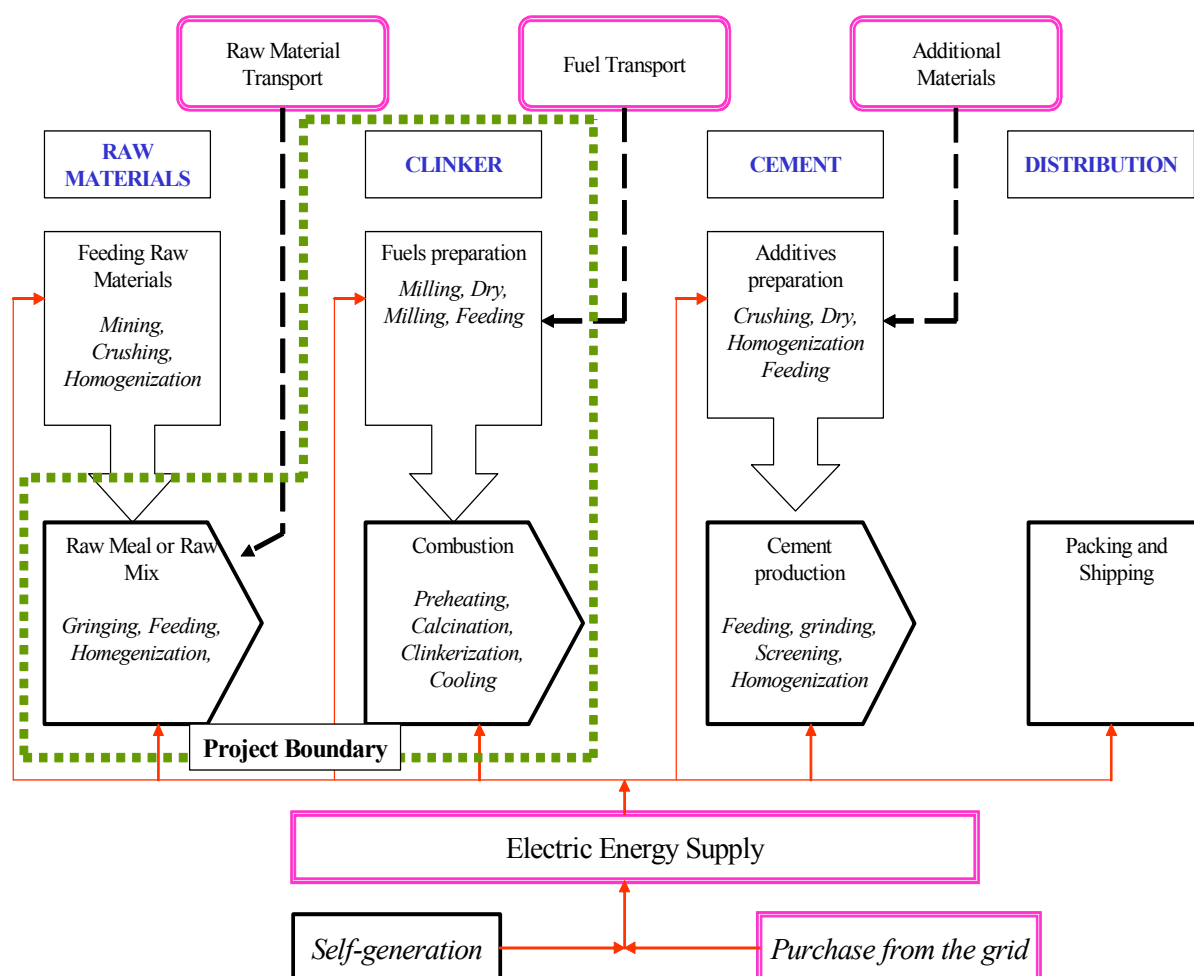 Raw Material
Transport
Fuel Transport
Additional
Materials
RAW
MATERIALS
CLINKER
CEMENT
DISTRIBUTION
Feeding Raw
Materials
Mining,
Crushing,
Homogenization
Fuels preparation
Milling, Dry,
Milling, Feeding
Additives
preparation
Crushing, Dry,
Homogenization
Feeding
Raw Meal or Raw
Mix
Gringing, Feeding,
Homegenization,
Combustion
Preheating,
Calcination,
Clinkerization,
Cooling
Cement
production
Feeding, grinding,
Screening,
Homogenization
Packing and
Shipping
Project Boundary
Electric Energy Supply
Self-generation
Purchase from the grid